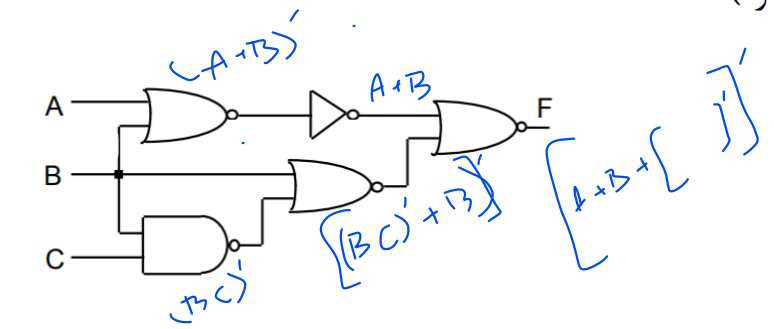 (A+B)'
A
A+B
F
B
[(BC)'+B]'
[A+B+[ ]']'
C
(BC)'